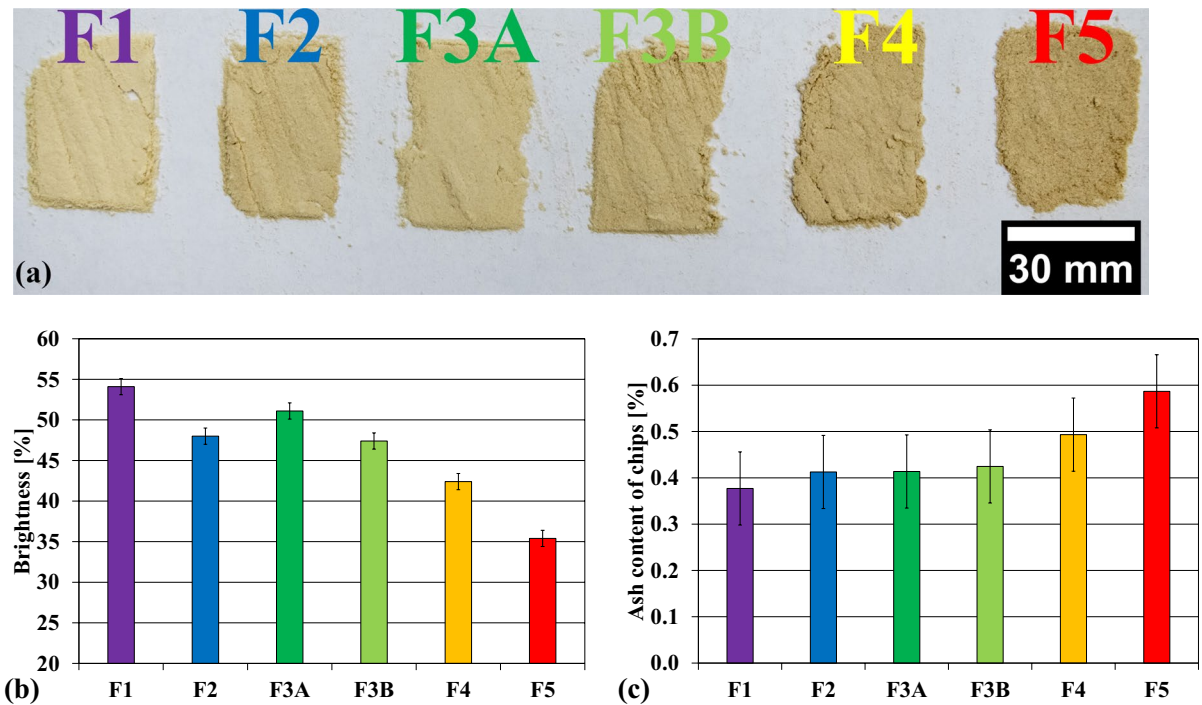 F1 F2 F3A F3B F4 F5
30 mm
(a)
Brightness [%]
60
55
50
45
40
35
30
25
20
F1 F2 F3A F3B F4 F5
(b)
Ash content of chips [%]
0.7
0.6
0.5
0.4
0.3
0.2
0.1
0.0
F1 F2 F3A F3B F4 F5
(c)